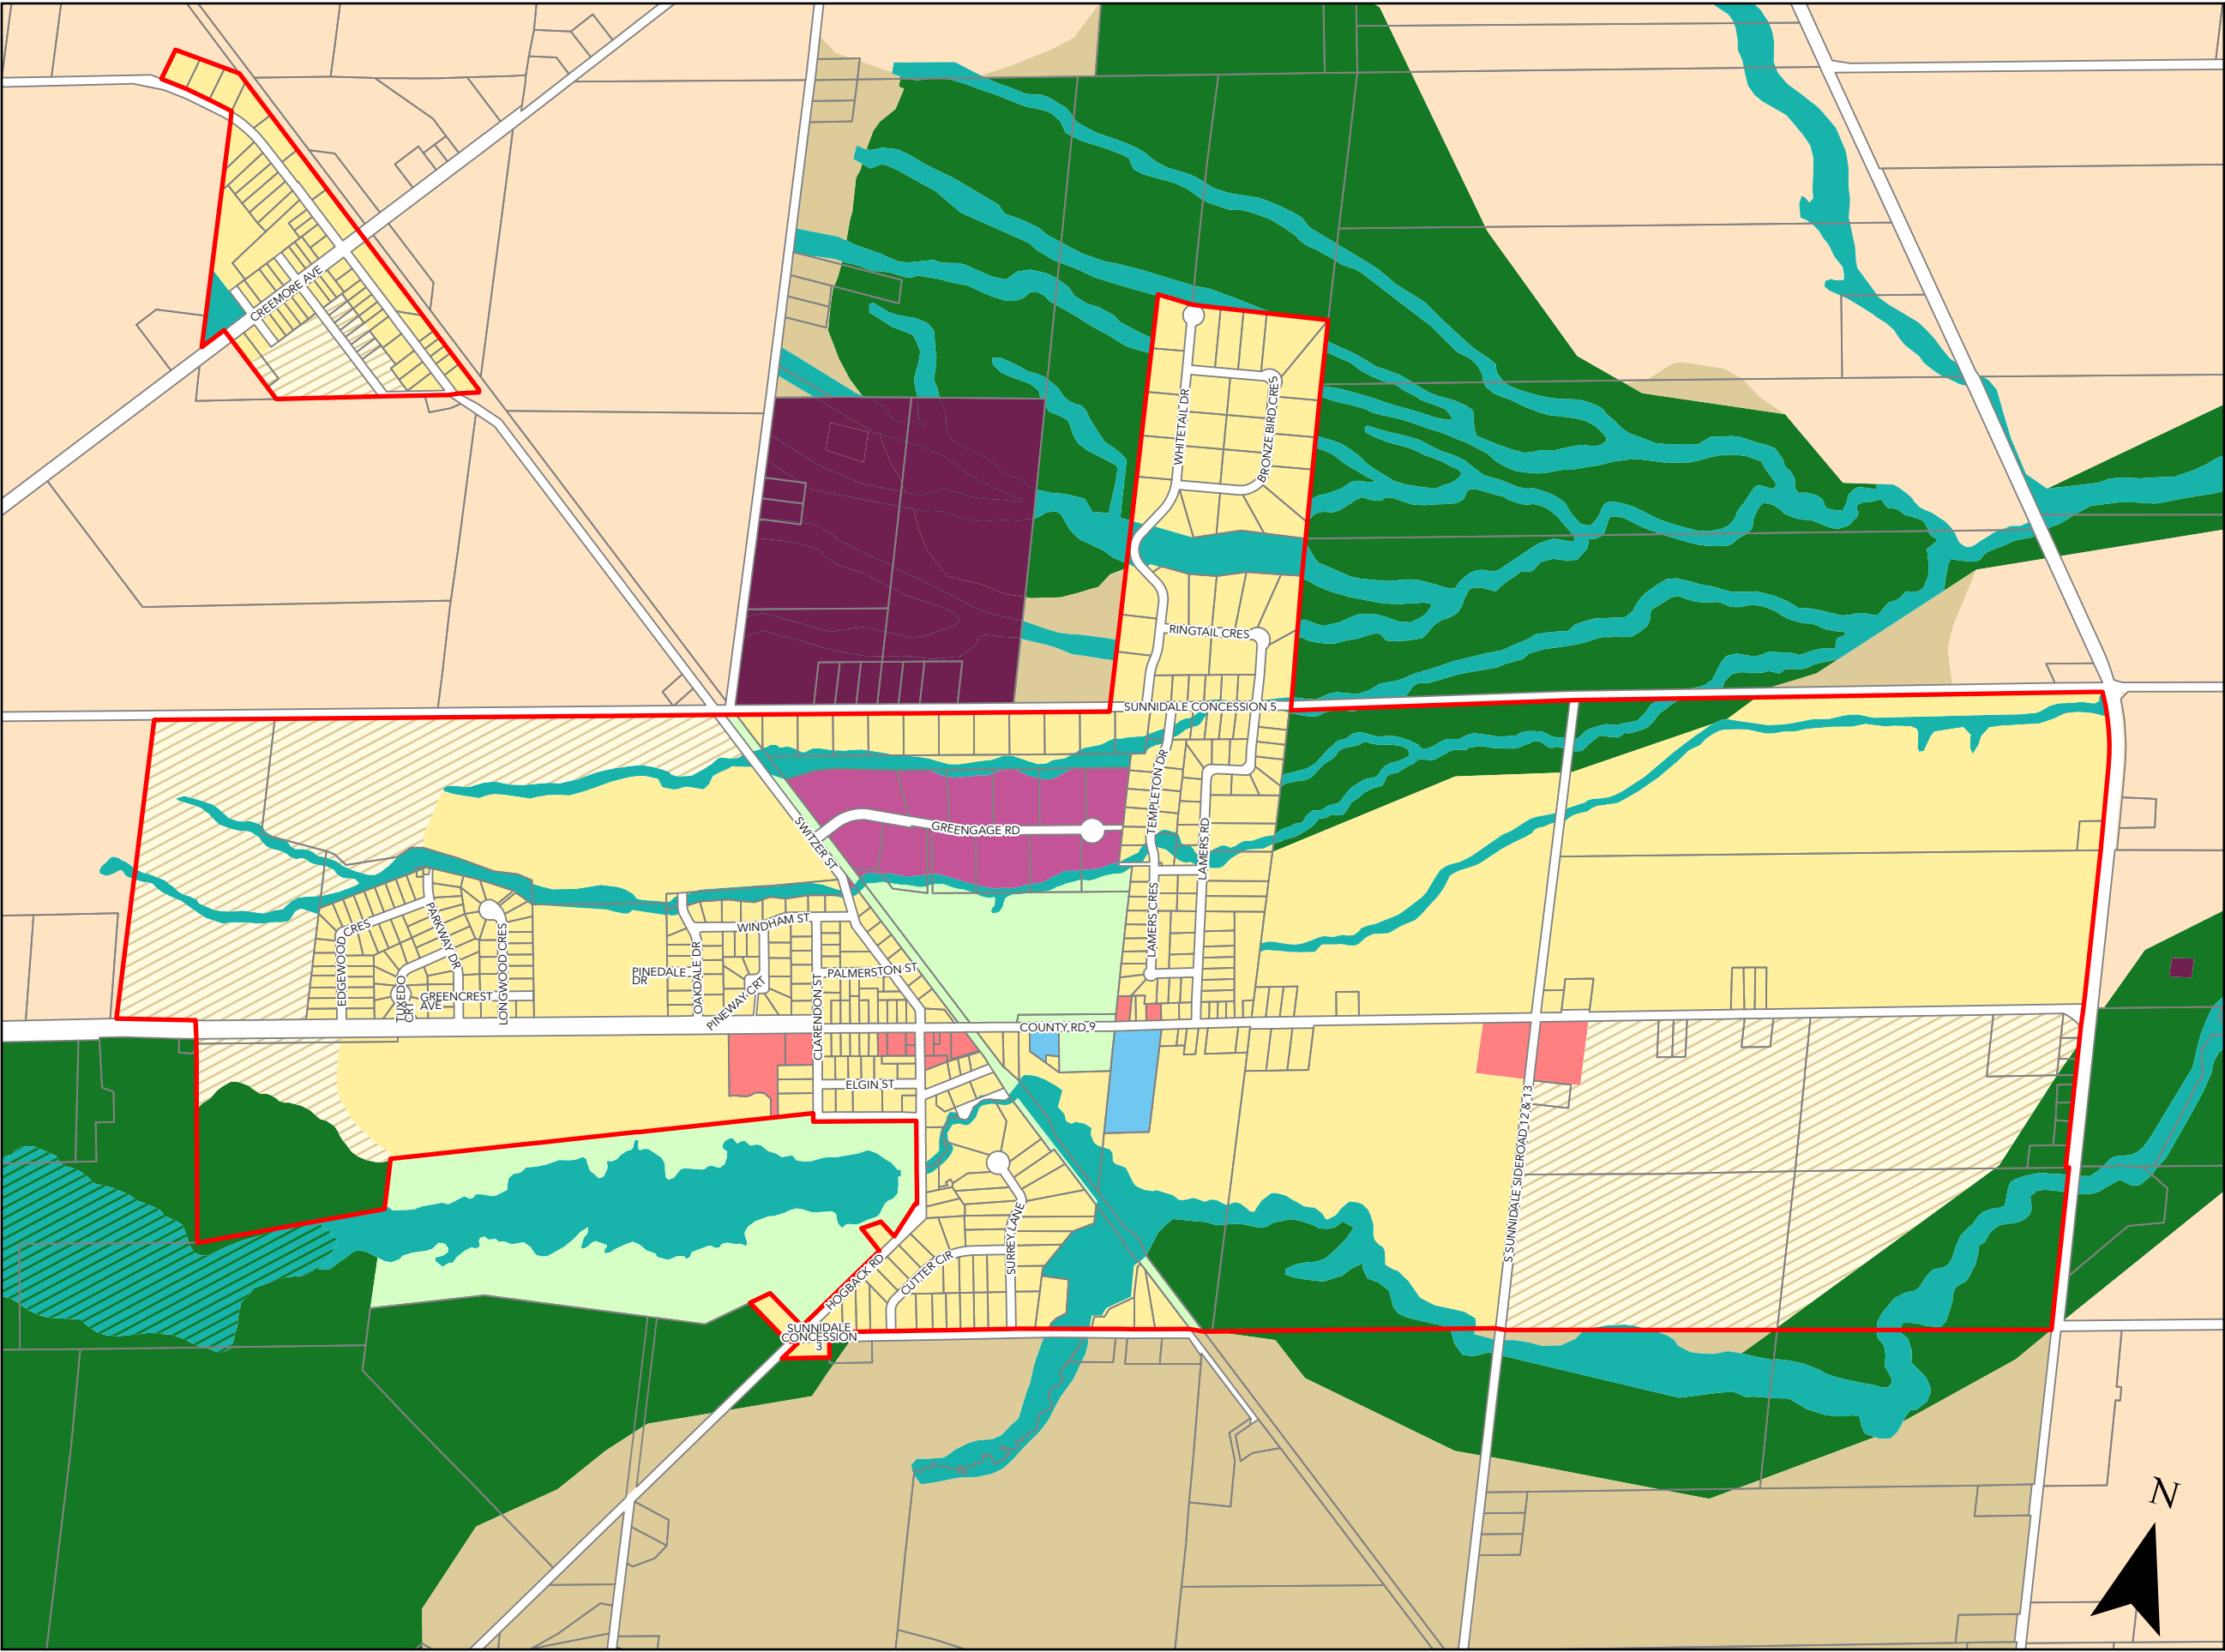 CREEMORE AVE
WHITETAIL DR
BRONZE BIRD CRES
RINGTAIL CRES
SUNNIDALE CONCESSION 5
TEMPLETON DR
SWITZER ST
GREENGAGE RD
LAMERS RD
LAMERS CRES
EDGEWOOD CRES
PARKWAY DR
LONGWOOD CRES
TUXEDO
CRT
GREENCREST
AVE
WINDHAM ST
OAKDALE DR
PINEDALE
DR
PINEWAY CRT
PALMERSTON ST
CLARENDON ST
COUNTY RD 9
ELGIN ST
S SUNNIDALE SIDEROAD 12 & 13
SURREY LANE
CUTTER CIR
HOGBACK RD
SUNNIDALE
CONCESSION
3
N